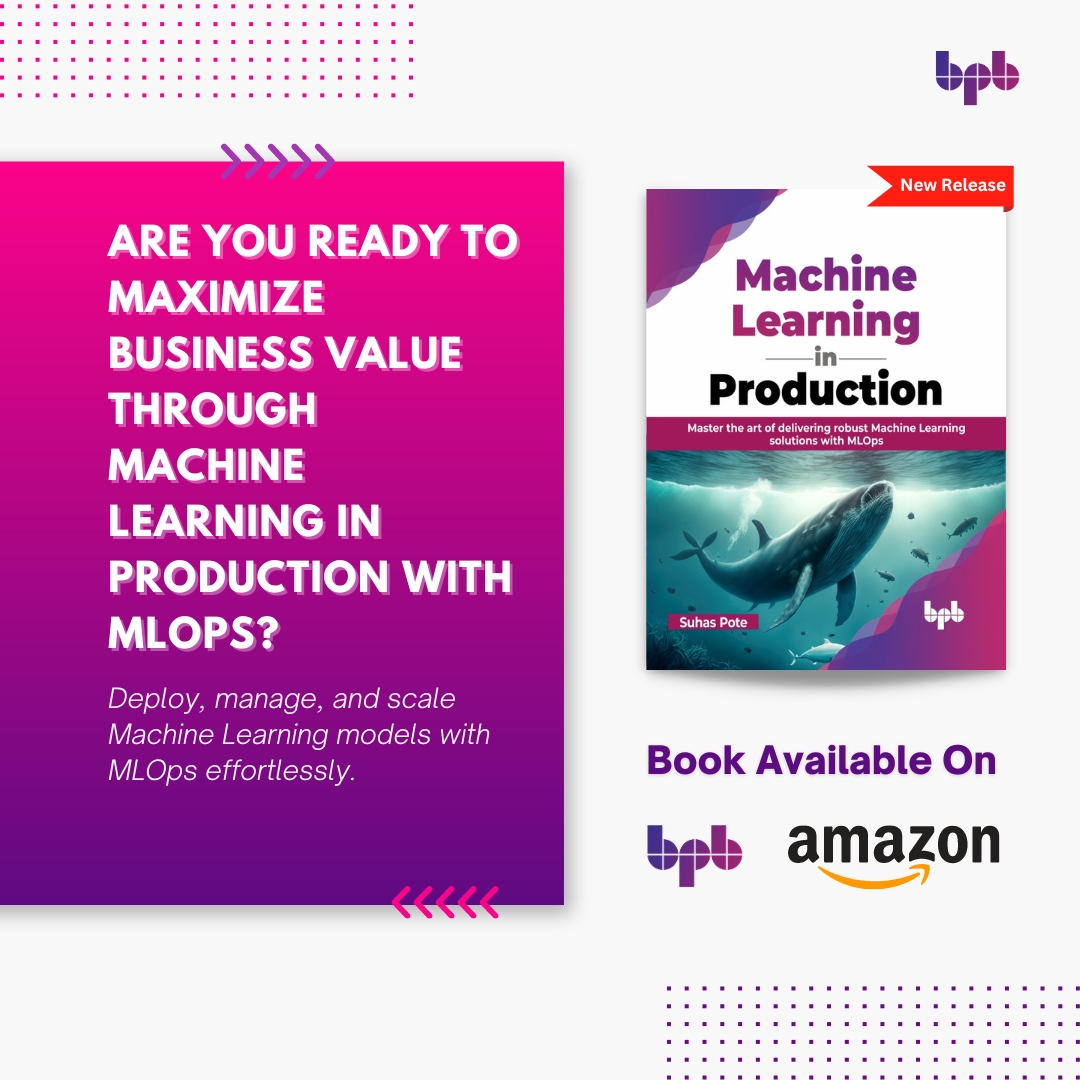 bpb
ARE YOU READY TO
MAXIMIZE
BUSINESS VALUE
THROUGH
MACHINE
LEARNING IN
PRODUCTION WITH
MLOPS?
Deploy, manage, and scale
Machine Learning models with
MLOps effortlessly.
New Release
Machine
Learning
in
Production
Master the art of delivering robust Machine Learning
solutions with MLOps
Suhas Pote
bpb
Book Available On
bpb
amazon